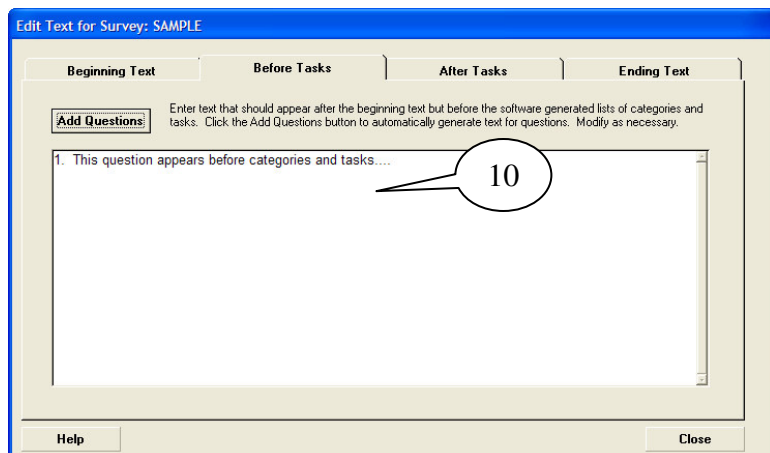 Edit Text for Survey: SAMPLE
Beginning Text Before Tasks After Tasks Ending Text
Add Questions
Enter text that should appear after the beginning text but before the software generated lists of categories and
tasks. Click the Add Questions button to automatically generate text for questions. Modify as necessary.
1. This question appears before categories and tasks....
10
Help Close